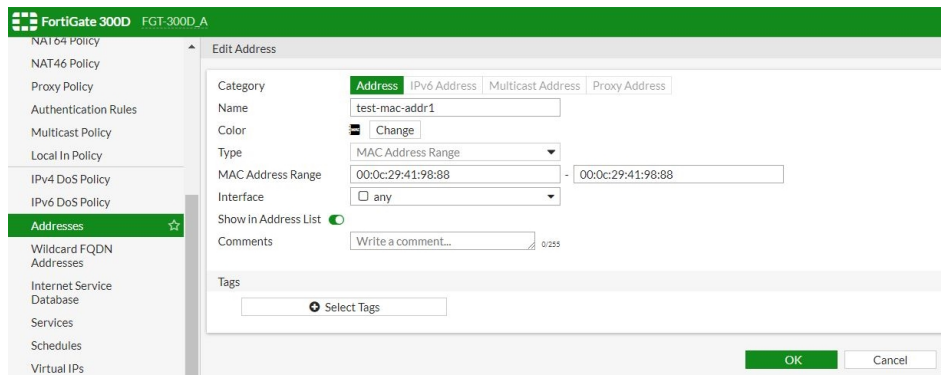 FortiGate 300D FGT-300D_A
NAT64 Policy
NAT46 Policy
Proxy Policy
Authentication Rules
Multicast Policy
Local In Policy
IPv4 DoS Policy
IPv6 DoS Policy
Addresses
Wildcard FQDN
Addresses
Internet Service
Database
Services
Schedules
Virtual IPs
Edit Address
Category Address IPv6 Address Multicast Address Proxy Address
Name test-mac-addr1
Color Change
Type MAC Address Range
MAC Address Range 00:0c:29:41:98:88 - 00:0c:29:41:98:88
Interface any
Show in Address List
Comments Write a comment... 0/255
Tags
Select Tags
OK Cancel